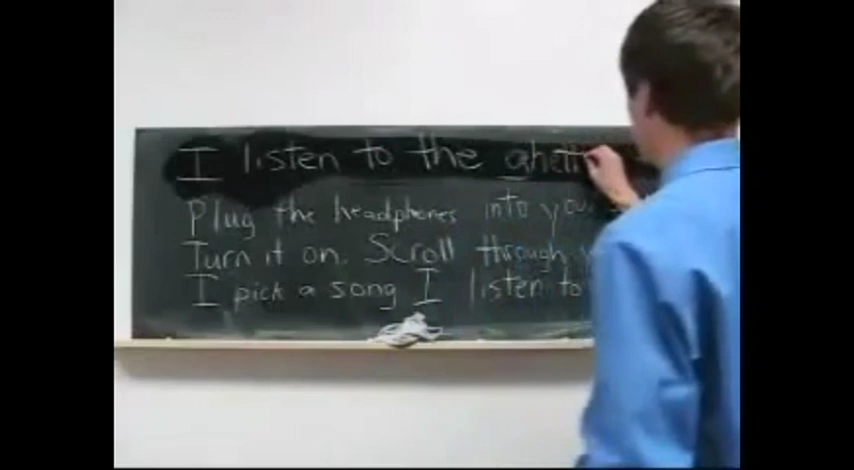 I listen to the ghett
Plug the headphones into you
Turn it on. Scroll through
I pick a song I listen to